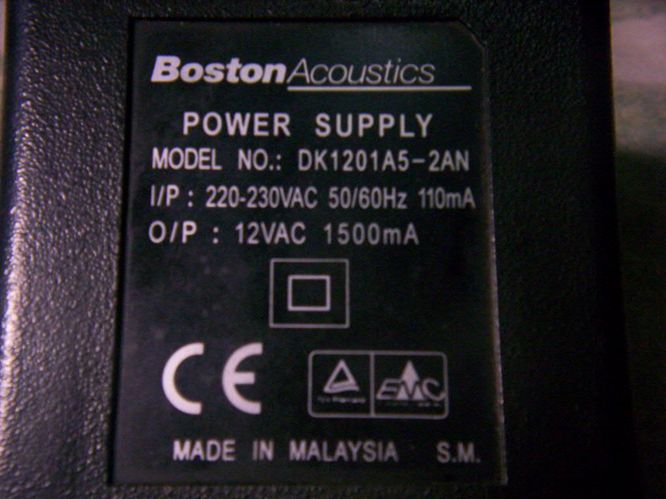 BostonAcoustics
POWER SUPPLY
MODEL NO.: DK1201A5-2AN
I/P : 220-230VAC 50/60Hz 110mA
O/P : 12VAC 1500mA
CE
EMC
MADE IN MALAYSIA S.M.